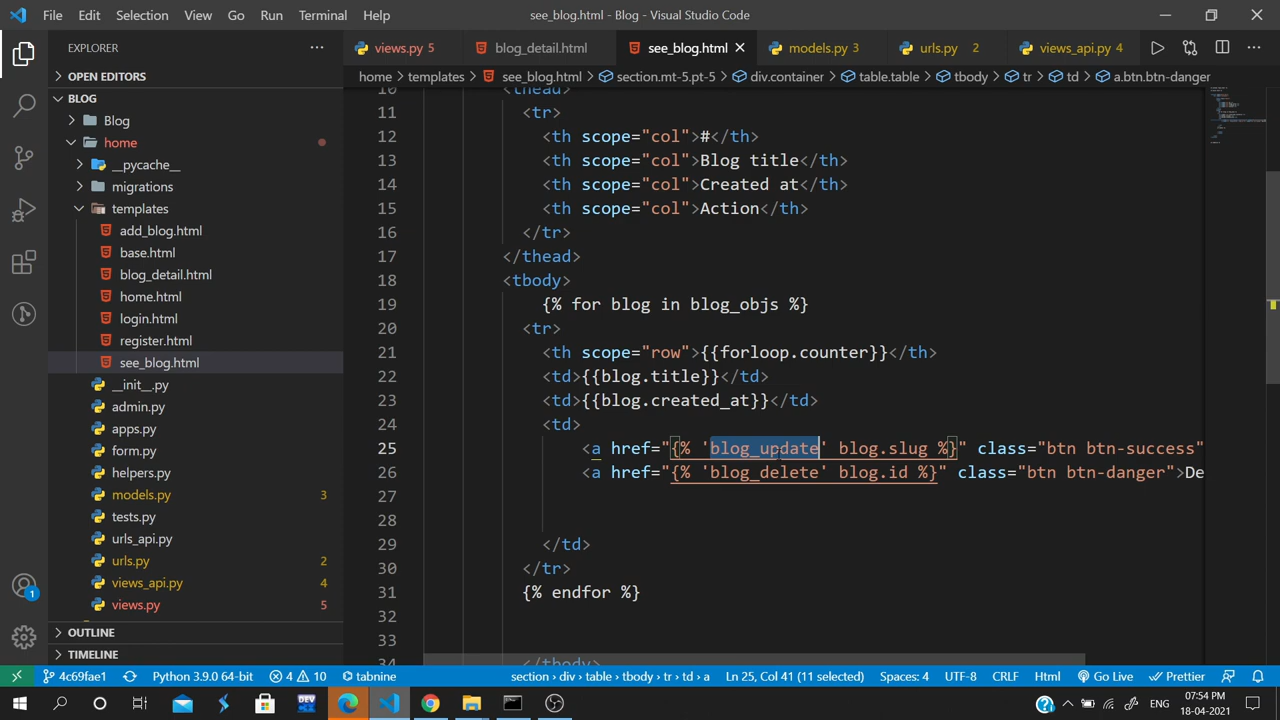 File Edit Selection View Go Run Terminal Help
see_blog.html - Blog - Visual Studio Code
EXPLORER
views.py 5
blog_detail.html
see_blog.html
models.py 3
urls.py 2
views_api.py 4
OPEN EDITORS
home > templates > see_blog.html > section.mt-5.pt-5 > div.container > table.table > tbody > tr > td > a.btn.btn-danger
BLOG
Blog
home
__pycache__
migrations
templates
add_blog.html
base.html
blog_detail.html
home.html
login.html
register.html
see_blog.html
__init__.py
admin.py
apps.py
form.py
helpers.py
models.py 3
tests.py
urls_api.py
urls.py 2
views_api.py 4
views.py 5
OUTLINE
TIMELINE
10 <thead>
11 <tr>
12 <th scope="col">#</th>
13 <th scope="col">Blog title</th>
14 <th scope="col">Created at</th>
15 <th scope="col">Action</th>
16 </tr>
17 </thead>
18 <tbody>
19 {% for blog in blog_objs %}
20 <tr>
21 <th scope="row">{{forloop.counter}}</th>
22 <td>{{blog.title}}</td>
23 <td>{{blog.created_at}}</td>
24 <td>
25 <a href="{% 'blog_update' blog.slug %}" class="btn btn-success"
26 <a href="{% 'blog_delete' blog.id %}" class="btn btn-danger">De
27
28
29 </td>
30 </tr>
31 {% endfor %}
32
33
34 </tbody>
1
4c69fae1 Python 3.9.0 64-bit 4 10 tabnine
section > div > table > tbody > tr > td > a Ln 25, Col 41 (11 selected) Spaces: 4 UTF-8 CRLF Html Go Live Prettier
ENG
07:54 PM
18-04-2021